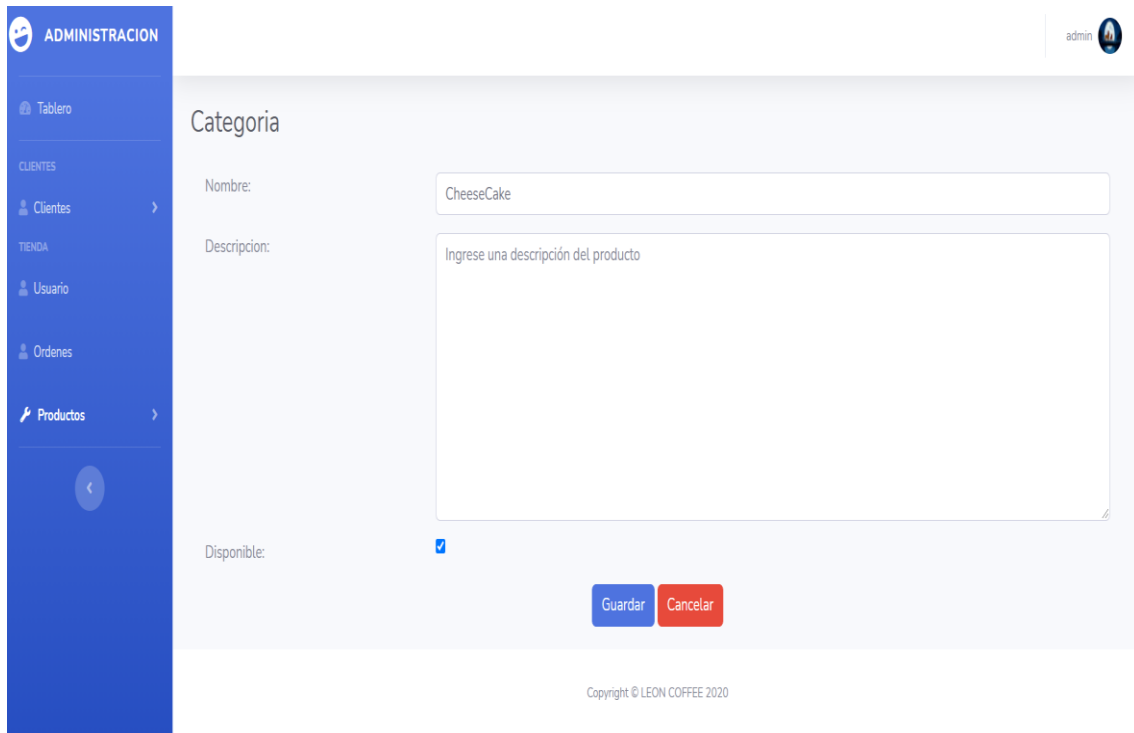 ADMINISTRACION
admin
Tablero
CLIENTES
Clientes
TIENDA
Usuario
Ordenes
Productos
Categoria
Nombre:
CheeseCake
Descripcion:
Ingrese una descripción del producto
Disponible:
Guardar Cancelar
Copyright © LEON COFFEE 2020